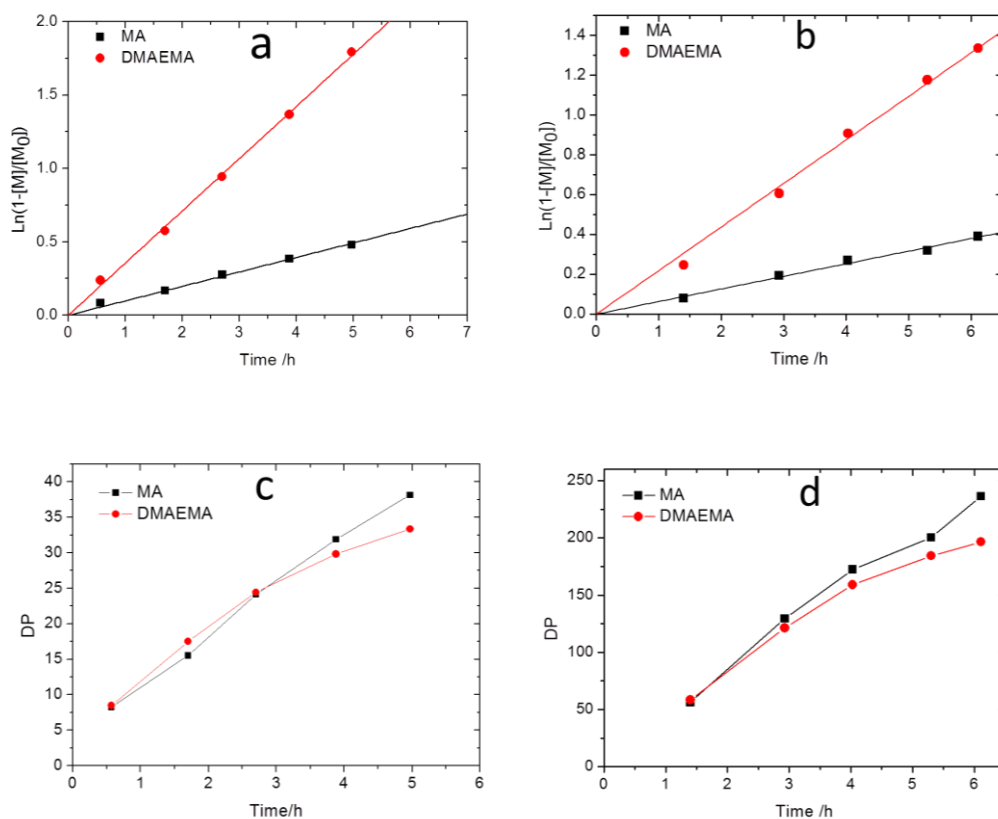 a
MA
DMAEMA
Ln(1-[M]/[M₀])
2.0
1.5
1.0
0.5
0.0
0 1 2 3 4 5 6 7
Time /h
b
MA
DMAEMA
Ln(1-[M]/[M₀])
1.4
1.2
1.0
0.8
0.6
0.4
0.2
0.0
0 1 2 3 4 5 6
Time /h
c
MA
DMAEMA
DP
40
35
30
25
20
15
10
5
0
0 1 2 3 4 5 6
Time/h
d
MA
DMAEMA
DP
250
200
150
100
50
0
0 1 2 3 4 5 6
Time /h